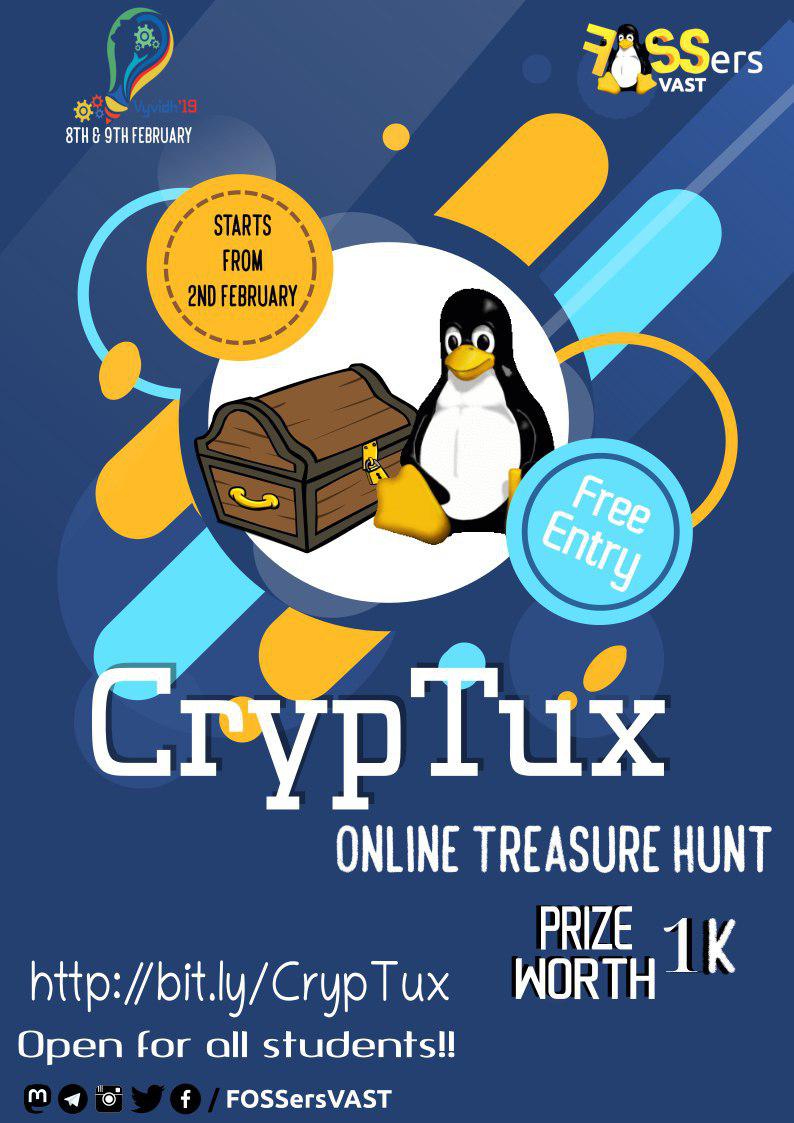 Vyvidh'19
8TH & 9TH FEBRUARY
FOSSers
VAST
STARTS
FROM
2ND FEBRUARY
Free
Entry
CrypTux
ONLINE TREASURE HUNT
PRIZE
WORTH 1K
http://bit.ly/CrypTux
Open for all students!!
/ FOSSersVAST